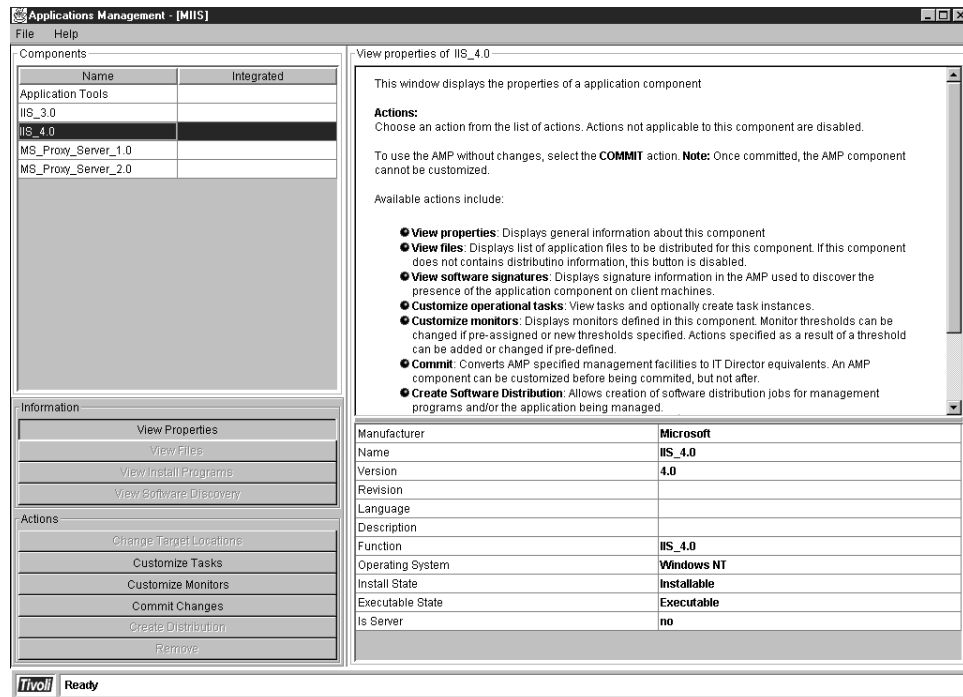 Applications Management - [MIIS]
File Help
Components
Name Integrated
Application Tools
IIS_3.0
IIS_4.0
MS_Proxy_Server_1.0
MS_Proxy_Server_2.0
Information
View Properties
View Files
View Install Programs
View Software Discovery
Actions
Change Target Locations
Customize Tasks
Customize Monitors
Commit Changes
Create Distribution
Remove
View properties of IIS_4.0
This window displays the properties of a application component
Actions:
Choose an action from the list of actions. Actions not applicable to this component are disabled.
To use the AMP without changes, select the COMMIT action. Note: Once committed, the AMP component
cannot be customized.
Available actions include:
View properties: Displays general information about this component
View files: Displays list of application files to be distributed for this component. If this component
does not contains distributino information, this button is disabled.
View software signatures: Displays signature information in the AMP used to discover the
presence of the application component on client machines.
Customize operational tasks: View tasks and optionally create task instances.
Customize monitors: Displays monitors defined in this component. Monitor thresholds can be
changed if pre-assigned or new thresholds specified. Actions specified as a result of a threshold
can be added or changed if pre-defined.
Commit: Converts AMP specified management facilities to IT Director equivalents. An AMP
component can be customized before being commited, but not after.
Create Software Distribution: Allows creation of software distribution jobs for management
programs and/or the application being managed.
Manufacturer Microsoft
Name IIS_4.0
Version 4.0
Revision
Language
Description
Function IIS_4.0
Operating System Windows NT
Install State Installable
Executable State Executable
Is Server no
Tivoli Ready